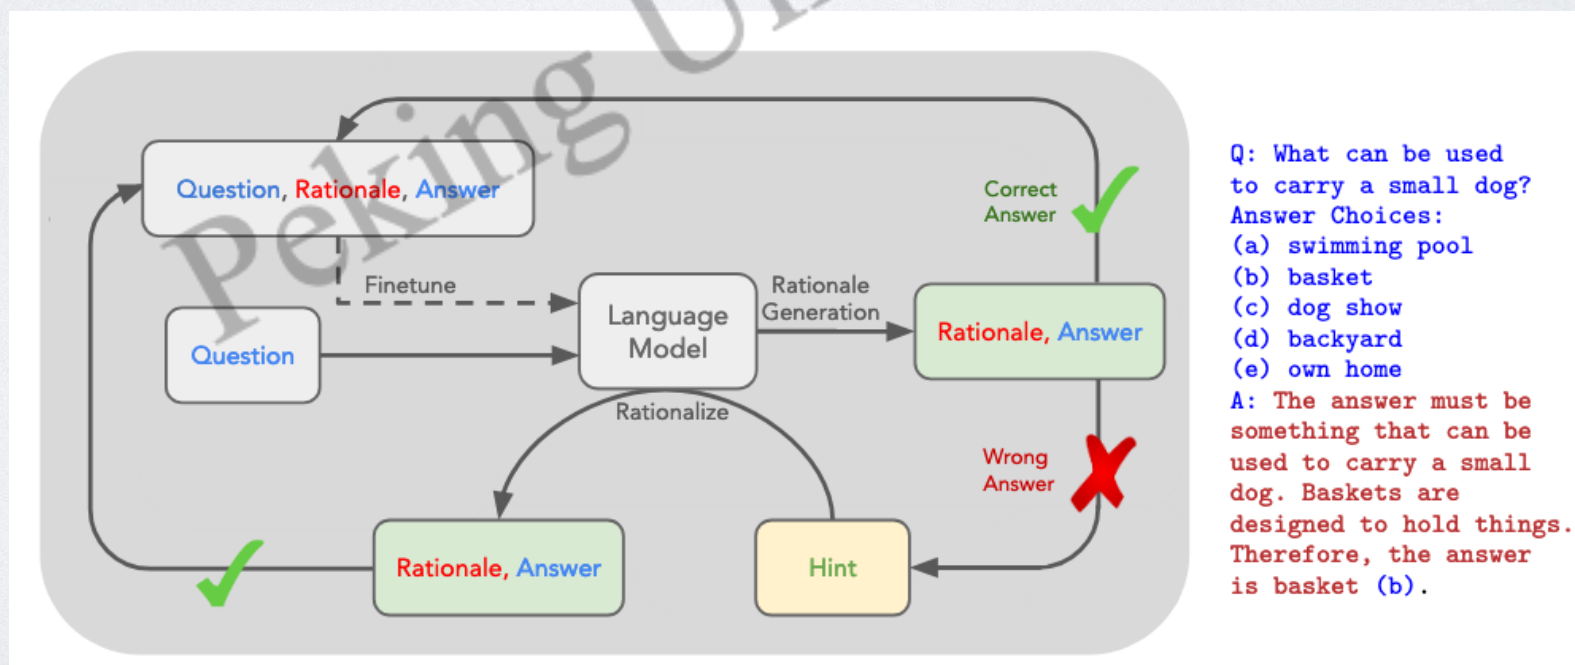 Peking Un
Question, Rationale, Answer
Finetune
Question
Language
Model
Rationale
Generation
Rationale, Answer
Correct
Answer
Wrong
Answer
Rationalize
Rationale, Answer
Hint
Q: What can be used
to carry a small dog?
Answer Choices:
(a) swimming pool
(b) basket
(c) dog show
(d) backyard
(e) own home
A: The answer must be
something that can be
used to carry a small
dog. Baskets are
designed to hold things.
Therefore, the answer
is basket (b).